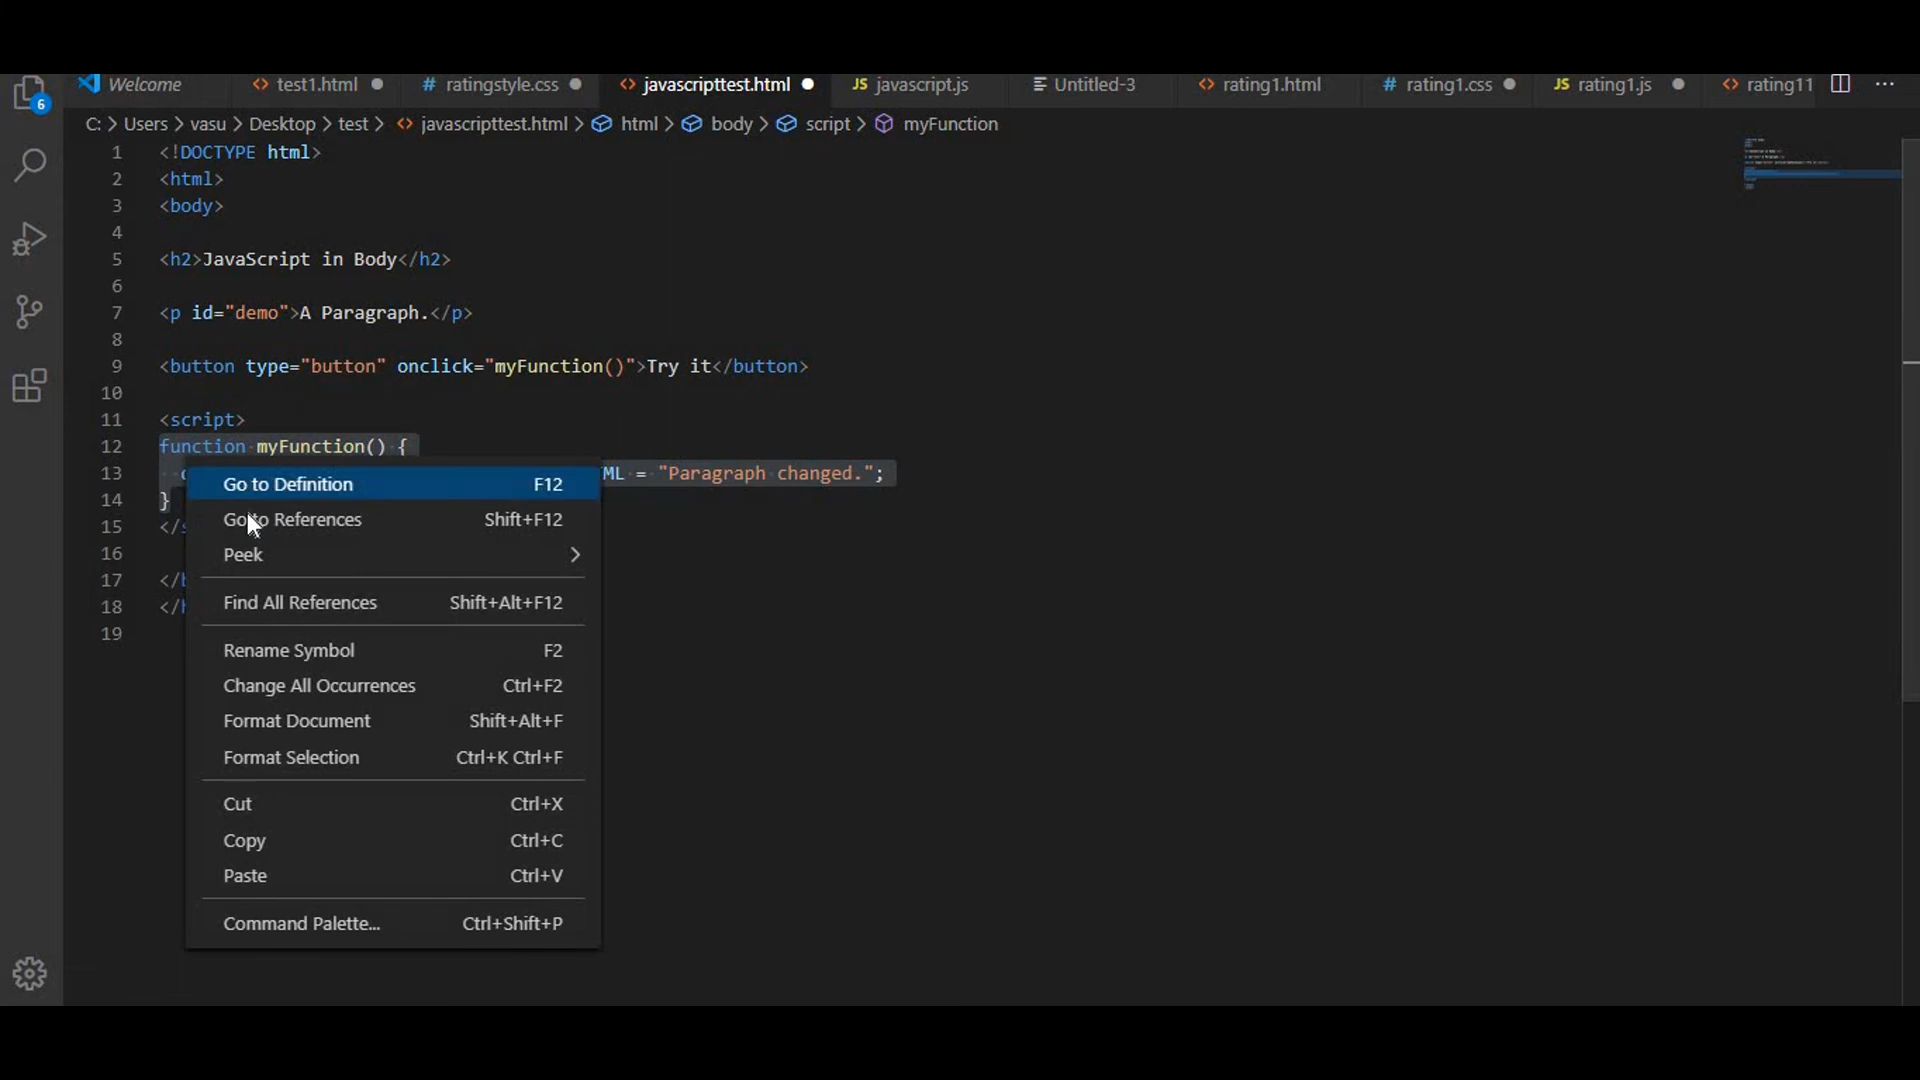 Welcome test1.html ratingstyle.css javascripttest.html javascript.js Untitled-3 rating1.html rating1.css rating1.js rating11 ...
6
C: > Users > vasu > Desktop > test > javascripttest.html > html > body > script > myFunction
1 <!DOCTYPE html>
2 <html>
3 <body>
4
5 <h2>JavaScript in Body</h2>
6
7 <p id="demo">A Paragraph.</p>
8
9 <button type="button" onclick="myFunction()">Try it</button>
10
11 <script>
12 function myFunction() {
13 ML = "Paragraph changed.";
14 }
15 </s
16
17 </b
18 </h
19
Go to Definition F12
Go to References Shift+F12
Peek >
Find All References Shift+Alt+F12
Rename Symbol F2
Change All Occurrences Ctrl+F2
Format Document Shift+Alt+F
Format Selection Ctrl+K Ctrl+F
Cut Ctrl+X
Copy Ctrl+C
Paste Ctrl+V
Command Palette... Ctrl+Shift+P